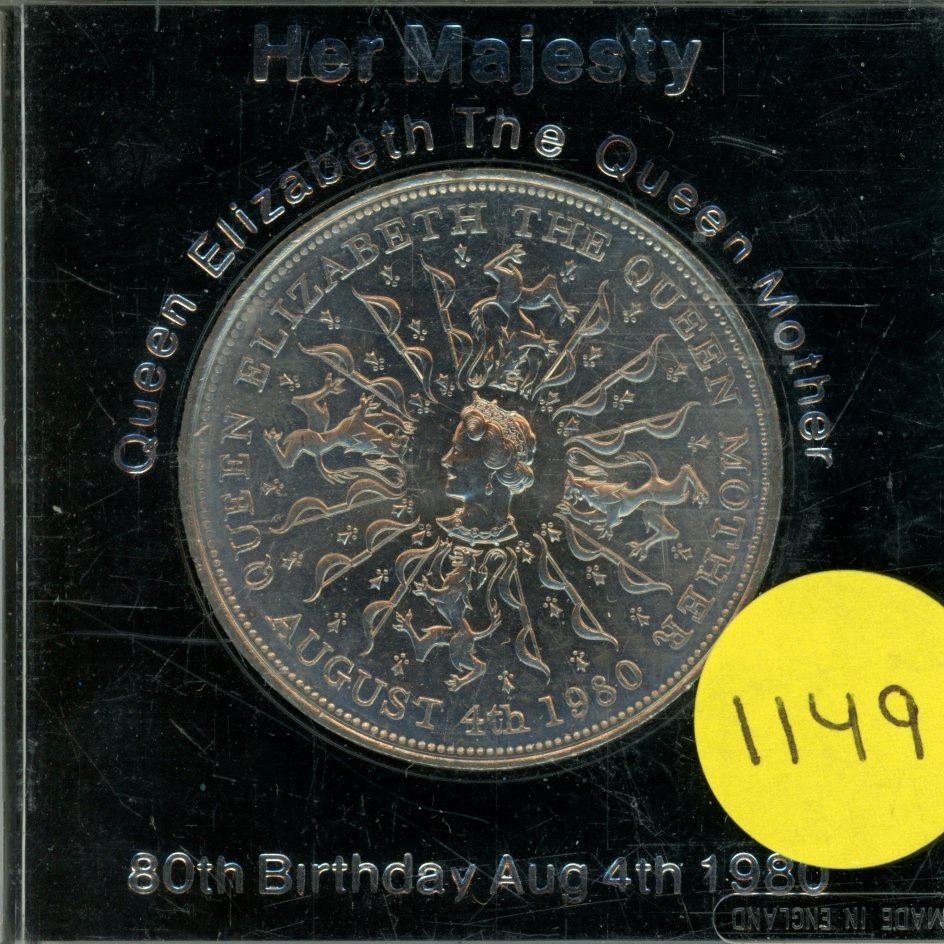 Her Majesty
Queen Elizabeth The Queen Mother
QUEEN ELIZABETH THE QUEEN MOTHER
AUGUST 4th 1980
1149
80th Birthday Aug 4th 1980
MADE IN ENGLAND